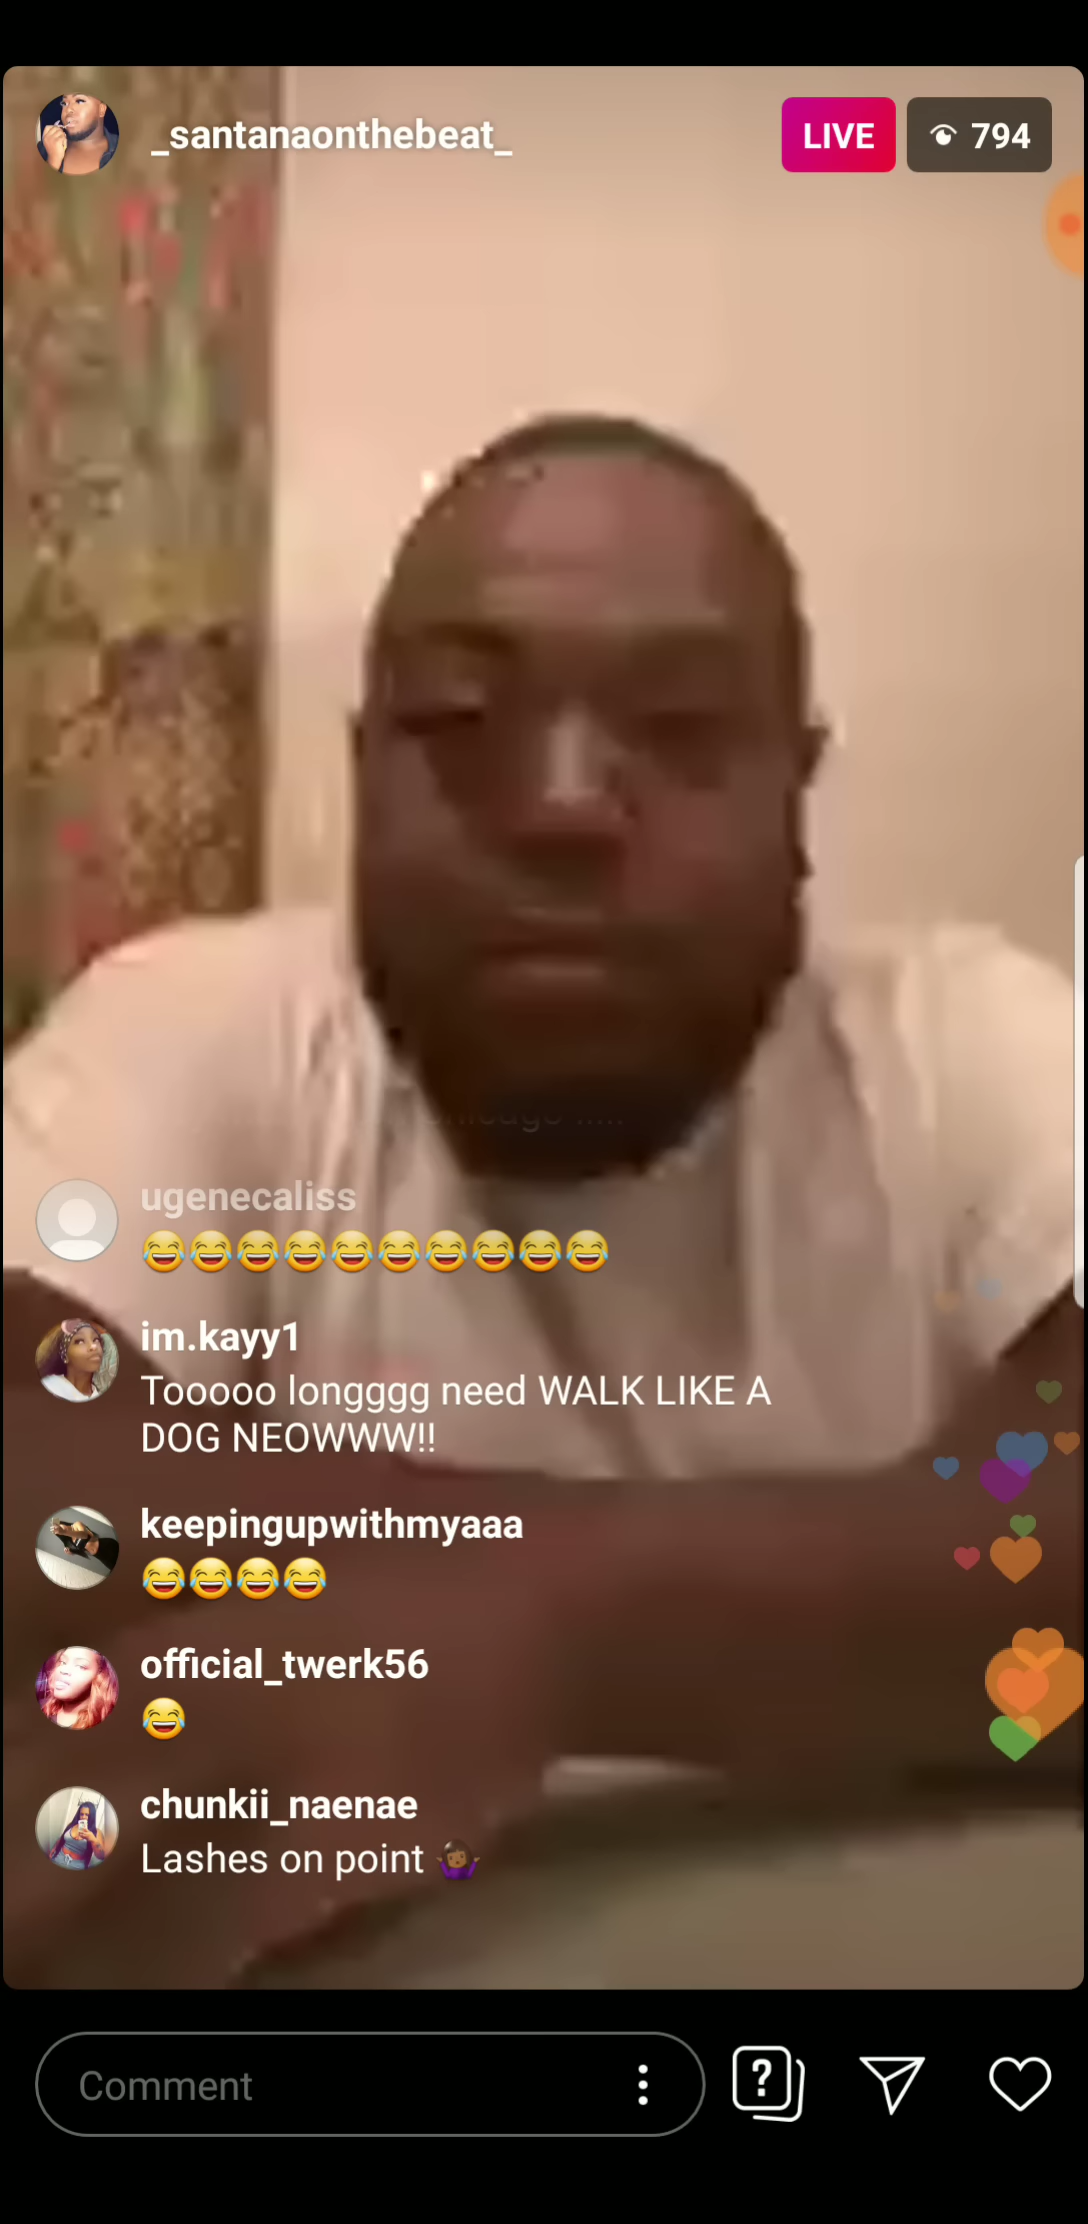 _santanaonthebeat_
LIVE
794
ugenecaliss
😂😂😂😂😂😂😂😂😂😂
im.kayy1
Tooooo longggg need WALK LIKE A
DOG NEOWWW!!
keepingupwithmyaaa
😂😂😂😂
official_twerk56
😂
chunkii_naenae
Lashes on point 🤷🏾‍♀️
Comment